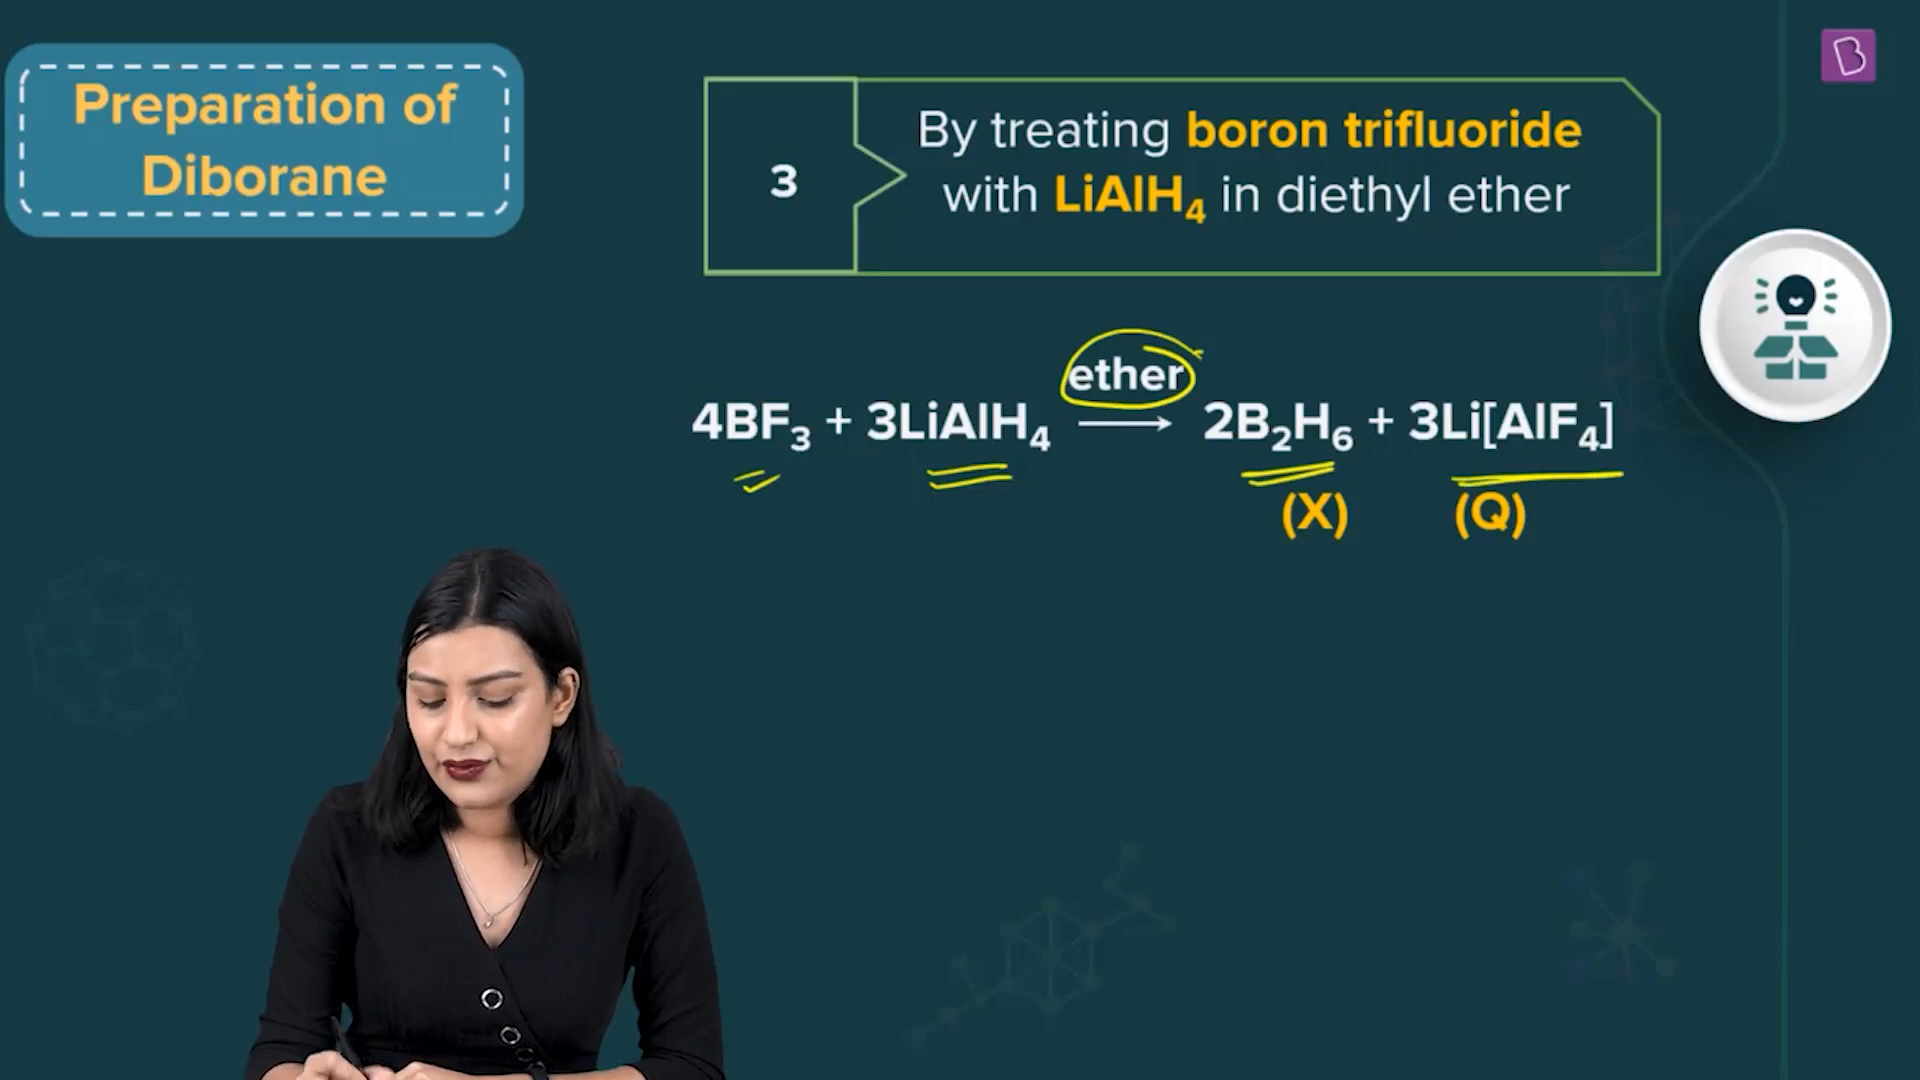 Preparation of
Diborane
3
By treating boron trifluoride
with LiAlH₄ in diethyl ether
ether
4BF₃ + 3LiAlH₄ ⟶ 2B₂H₆ + 3Li[AlF₄]
(X) (Q)
B